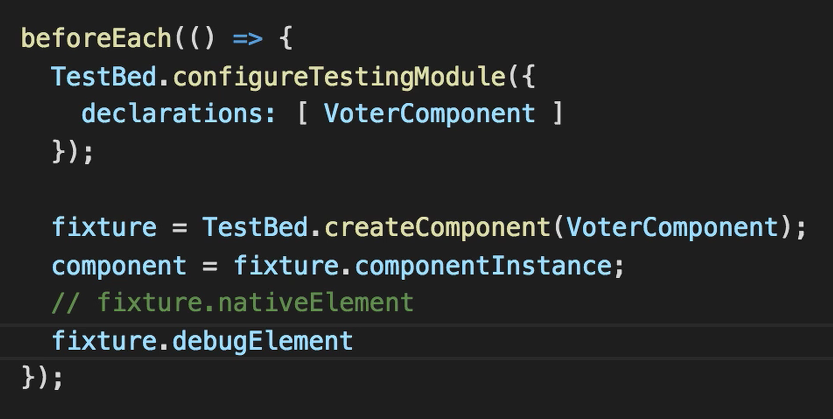 beforeEach(() => {
  TestBed.configureTestingModule({
    declarations: [ VoterComponent ]
  });

  fixture = TestBed.createComponent(VoterComponent);
  component = fixture.componentInstance;
  // fixture.nativeElement
  fixture.debugElement
});